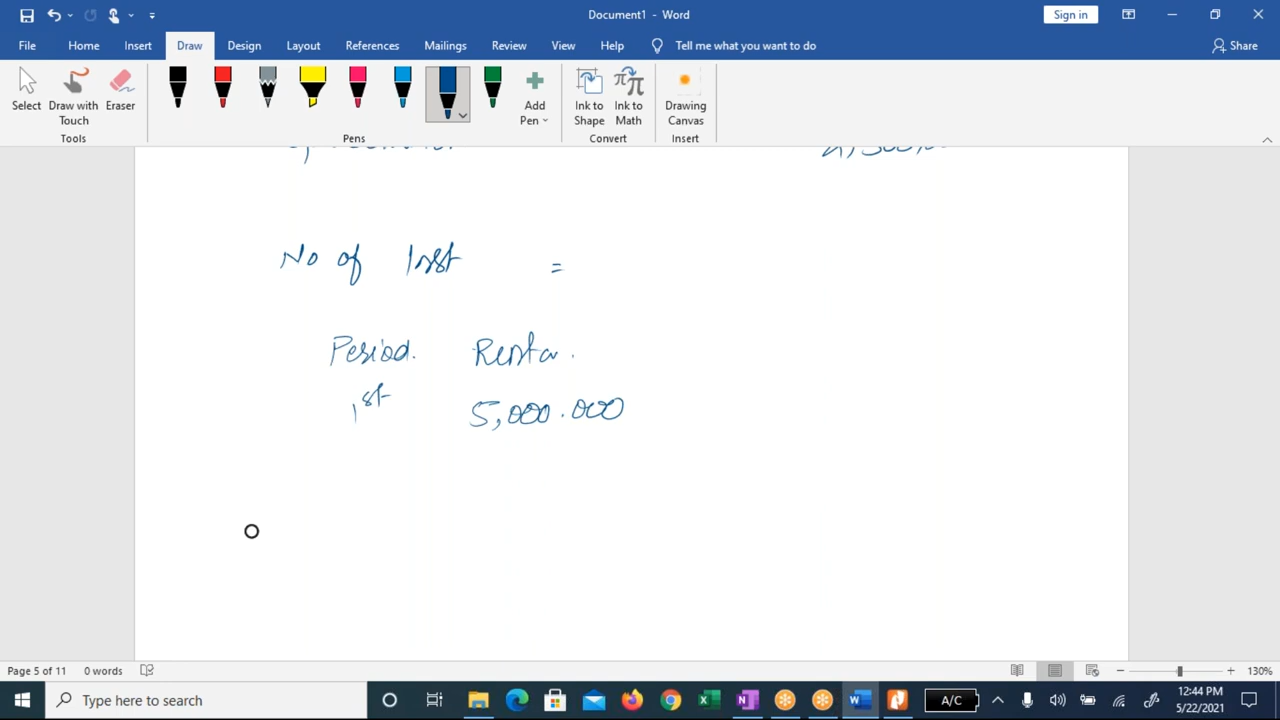 Document1 - Word
Sign in
File Home Insert Draw Design Layout References Mailings Review View Help Tell me what you want to do Share
Select Draw with Touch Eraser Add Pen Ink to Shape Ink to Math Drawing Canvas
Tools Pens Convert Insert
No of Inst =
Period. Renta.
1st 5,000.000
Page 5 of 11 0 words 130%
Type here to search
A/C
12:44 PM
5/22/2021